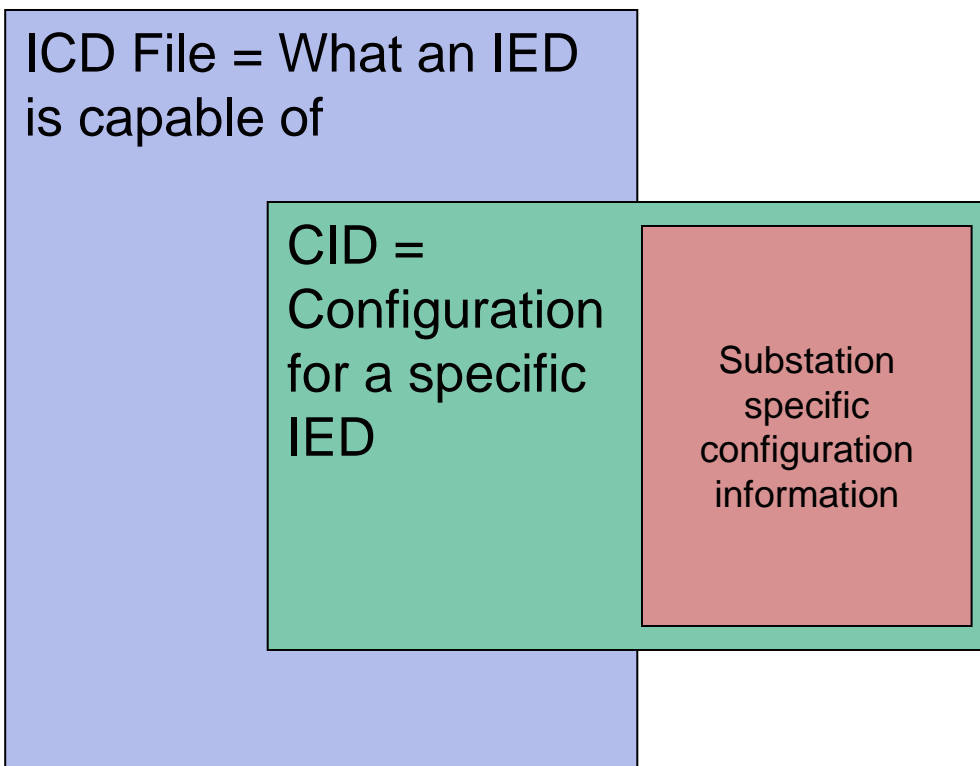 ICD File = What an IED
is capable of
CID =
Configuration
for a specific
IED
Substation
specific
configuration
information